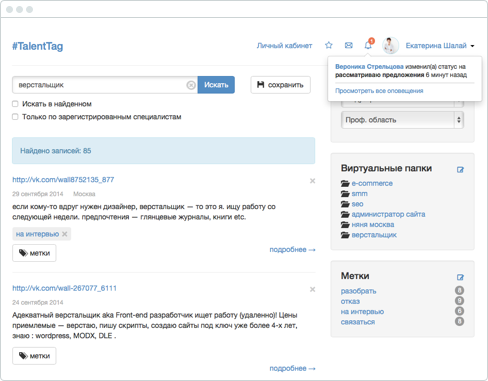 #TalentTag
Личный кабинет
1
Екатерина Шалай
Вероника Стрельцова изменил(а) статус на
рассматриваю предложения 6 минут назад
Просмотреть все оповещения
верстальщик
Искать
сохранить
Искать в найденном
Только по зарегистрированным специалистам
Проф. область
Найдено записей: 85
http://vk.com/wall8752135_877
29 сентября 2014 Москва
если кому-то вдруг нужен дизайнер, верстальщик — то это я. ищу работу со
следующей недели. предпочтения — глянцевые журналы, книги etc.
на интервью
метки
подробнее →
http://vk.com/wall-267077_6111
24 сентября 2014
Адекватный верстальщик aka Front-end разработчик ищет работу (удаленно)! Цены
приемлемые — верстаю, пишу скрипты, создаю сайты под ключ уже более 4-х лет,
знаю : wordpress, MODX, DLE .
метки
подробнее →
Виртуальные папки
e-commerce
smm
seo
администратор сайта
няня москва
верстальщик
Метки
разобрать 8
отказ 9
на интервью 6
связаться 8